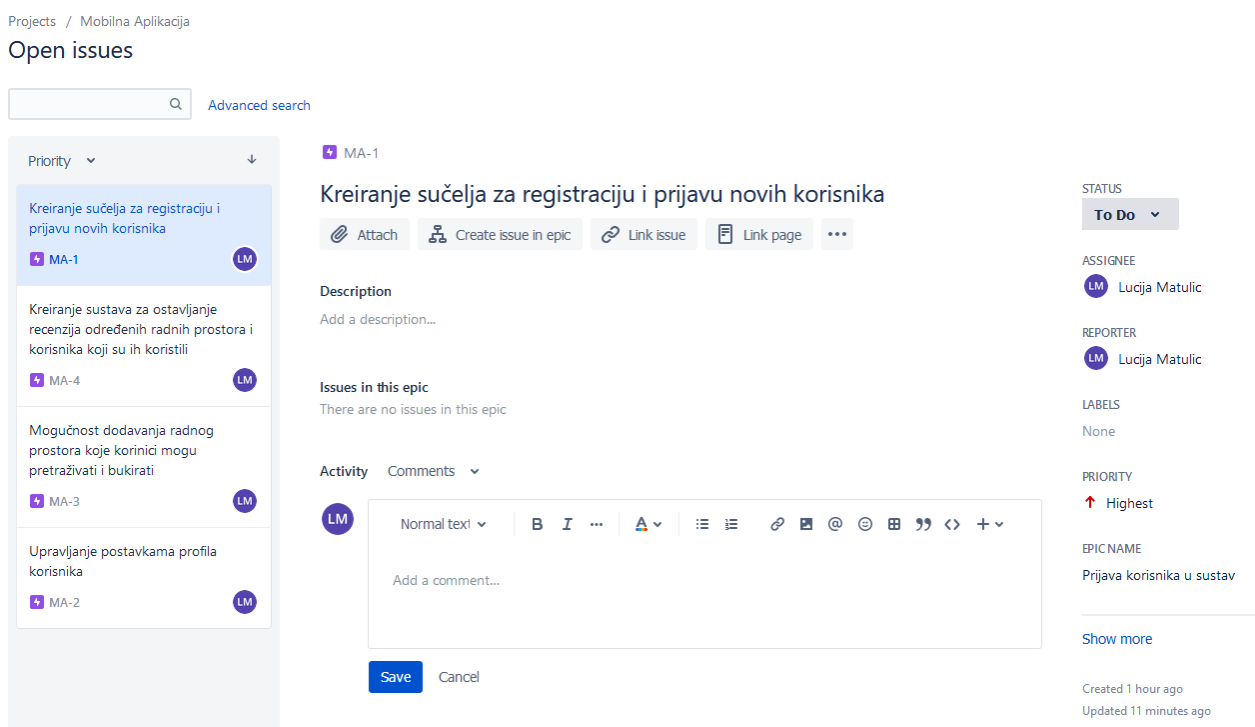 Projects / Mobilna Aplikacija
Open issues
Advanced search
Priority
Kreiranje sučelja za registraciju i
prijavu novih korisnika
MA-1
LM
Kreiranje sustava za ostavljanje
recenzija određenih radnih prostora i
korisnika koji su ih koristili
MA-4
LM
Mogučnost dodavanja radnog
prostora koje korinici mogu
pretraživati i bukirati
MA-3
LM
Upravljanje postavkama profila
korisnika
MA-2
LM
MA-1
Kreiranje sučelja za registraciju i prijavu novih korisnika
Attach
Create issue in epic
Link issue
Link page
Description
Add a description...
Issues in this epic
There are no issues in this epic
Activity
Comments
LM
Normal text
B I A
Add a comment...
Save
Cancel
STATUS
To Do
ASSIGNEE
LM Lucija Matulic
REPORTER
LM Lucija Matulic
LABELS
None
PRIORITY
Highest
EPIC NAME
Prijava korisnika u sustav
Show more
Created 1 hour ago
Updated 11 minutes ago